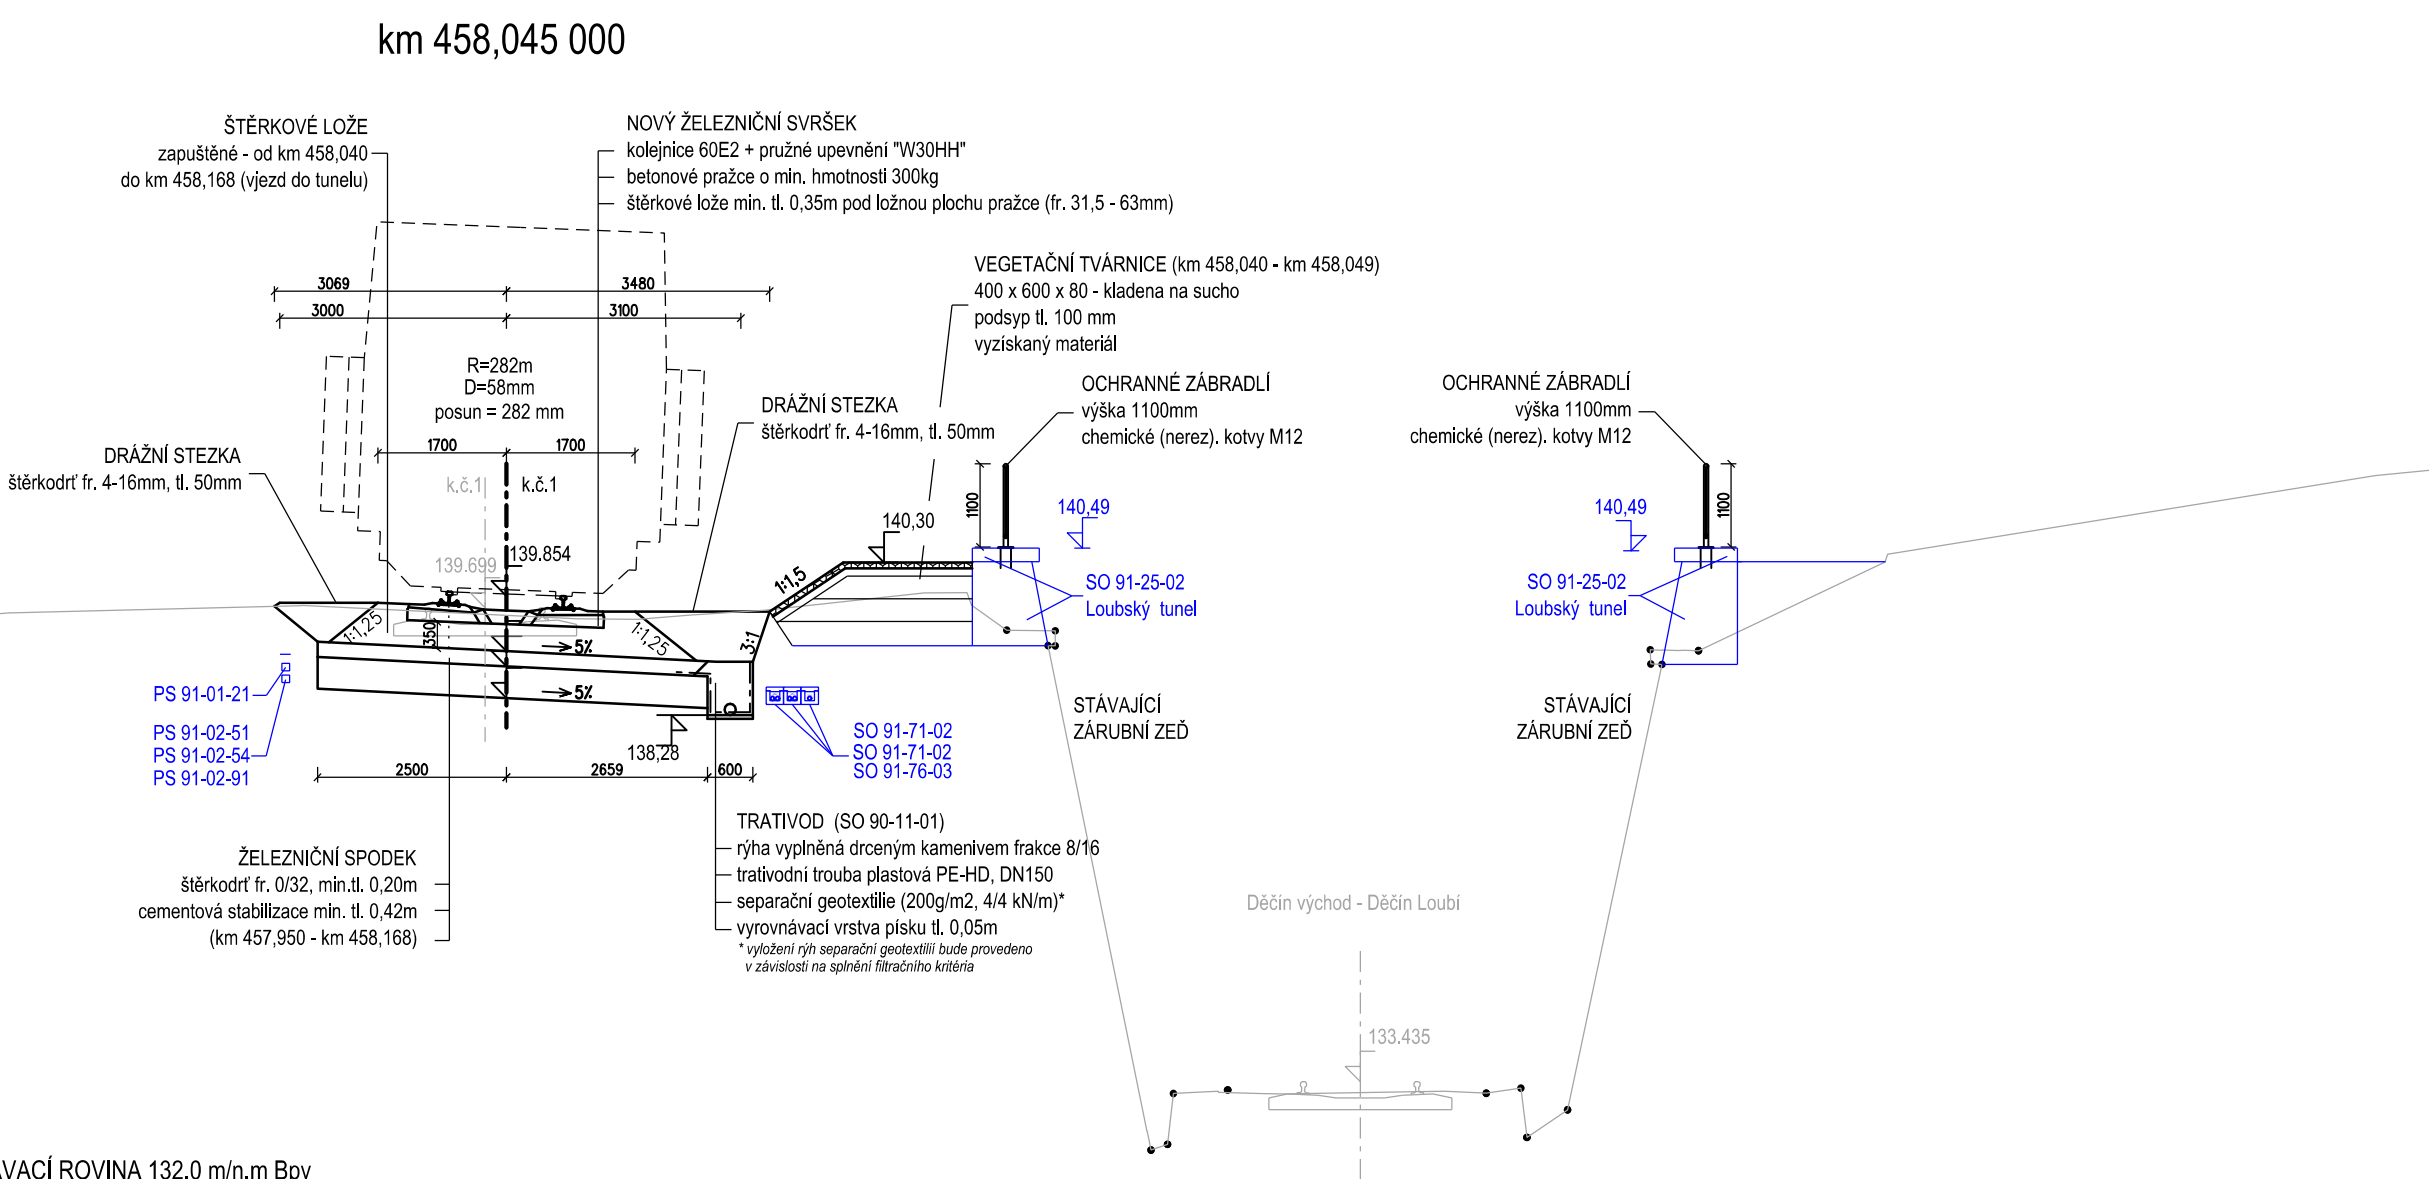 km 458,045 000
ŠTĚRKOVÉ LOŽE
zapuštěné - od km 458,040
do km 458,168 (vjezd do tunelu)
NOVÝ ŽELEZNIČNÍ SVRŠEK
kolejnice 60E2 + pružné upevnění "W30HH"
betonové pražce o min. hmotnosti 300kg
štěrkové lože min. tl. 0,35m pod ložnou plochu pražce (fr. 31,5 - 63mm)
VEGETAČNÍ TVÁRNICE (km 458,040 - km 458,049)
400 x 600 x 80 - kladena na sucho
podsyp tl. 100 mm
vyzískaný materiál
3069
3480
3000
3100
R=282m
D=58mm
posun = 282 mm
1700
1700
DRÁŽNÍ STEZKA
štěrkodrť fr. 4-16mm, tl. 50mm
DRÁŽNÍ STEZKA
štěrkodrť fr. 4-16mm, tl. 50mm
OCHRANNÉ ZÁBRADLÍ
výška 1100mm
chemické (nerez). kotvy M12
OCHRANNÉ ZÁBRADLÍ
výška 1100mm
chemické (nerez). kotvy M12
k.č.1
k.č.1
1100
1100
140,49
140,49
140,30
139.699
139.854
1:1,5
SO 91-25-02
Loubský tunel
SO 91-25-02
Loubský tunel
1:1,25
350
1:1,25
3:1
5%
5%
PS 91-01-21
PS 91-02-51
PS 91-02-54
PS 91-02-91
138,28
SO 91-71-02
SO 91-71-02
SO 91-76-03
STÁVAJÍCÍ
ZÁRUBNÍ ZEĎ
STÁVAJÍCÍ
ZÁRUBNÍ ZEĎ
2500
2659
600
TRATIVOD (SO 90-11-01)
rýha vyplněná drceným kamenivem frakce 8/16
trativodní trouba plastová PE-HD, DN150
separační geotextilie (200g/m2, 4/4 kN/m)*
vyrovnávací vrstva písku tl. 0,05m
* vyložení rýh separační geotextilií bude provedeno
v závislosti na splnění filtračního kritéria
ŽELEZNIČNÍ SPODEK
štěrkodrť fr. 0/32, min.tl. 0,20m
cementová stabilizace min. tl. 0,42m
(km 457,950 - km 458,168)
Děčín východ - Děčín Loubí
133.435
VACÍ ROVINA 132.0 m/n.m Bpv